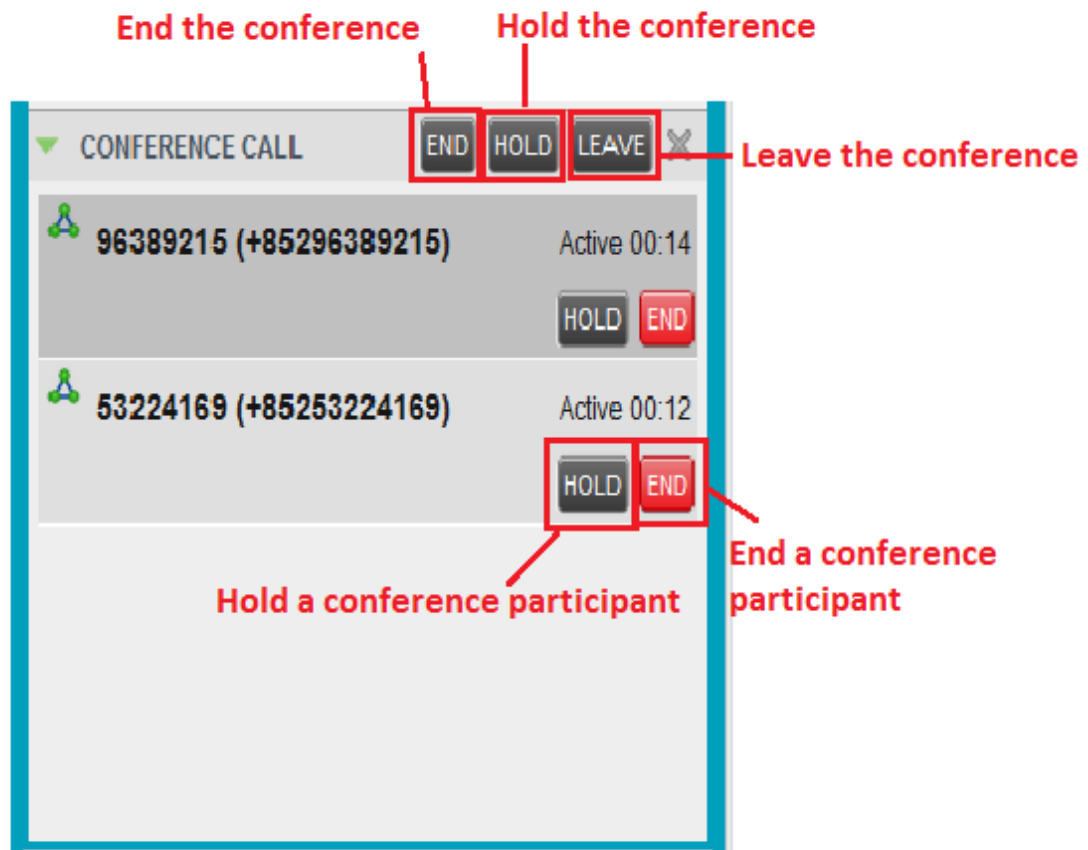 End the conference
Hold the conference
CONFERENCE CALL
END
HOLD
LEAVE
Leave the conference
96389215 (+85296389215)
Active 00:14
HOLD
END
53224169 (+85253224169)
Active 00:12
HOLD
END
Hold a conference participant
End a conference
participant